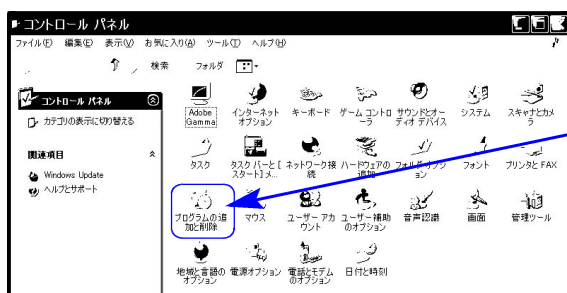 コントロール パネル
ファイル(F) 編集(E) 表示(V) お気に入り(A) ツール(T) ヘルプ(H)
検索 フォルダ
コントロール パネル
カテゴリの表示に切り替える
関連項目
Windows Update
ヘルプとサポート
Adobe
Gamma
インターネット
オプション
キーボード
ゲーム コントロ
ーラ
サウンドとオー
ディオ デバイス
システム
スキャナとカメ
ラ
タスク
タスク バーと [
スタート] メ...
ネットワーク接
続
ハードウェアの
追加
フォルダ オプシ
ョン
フォント
プリンタと FAX
プログラムの追
加と削除
マウス
ユーザー アカ
ウント
ユーザー補助
のオプション
音声認識
画面
管理ツール
地域と言語の
オプション
電源オプション
電話とモデム
のオプション
日付と時刻